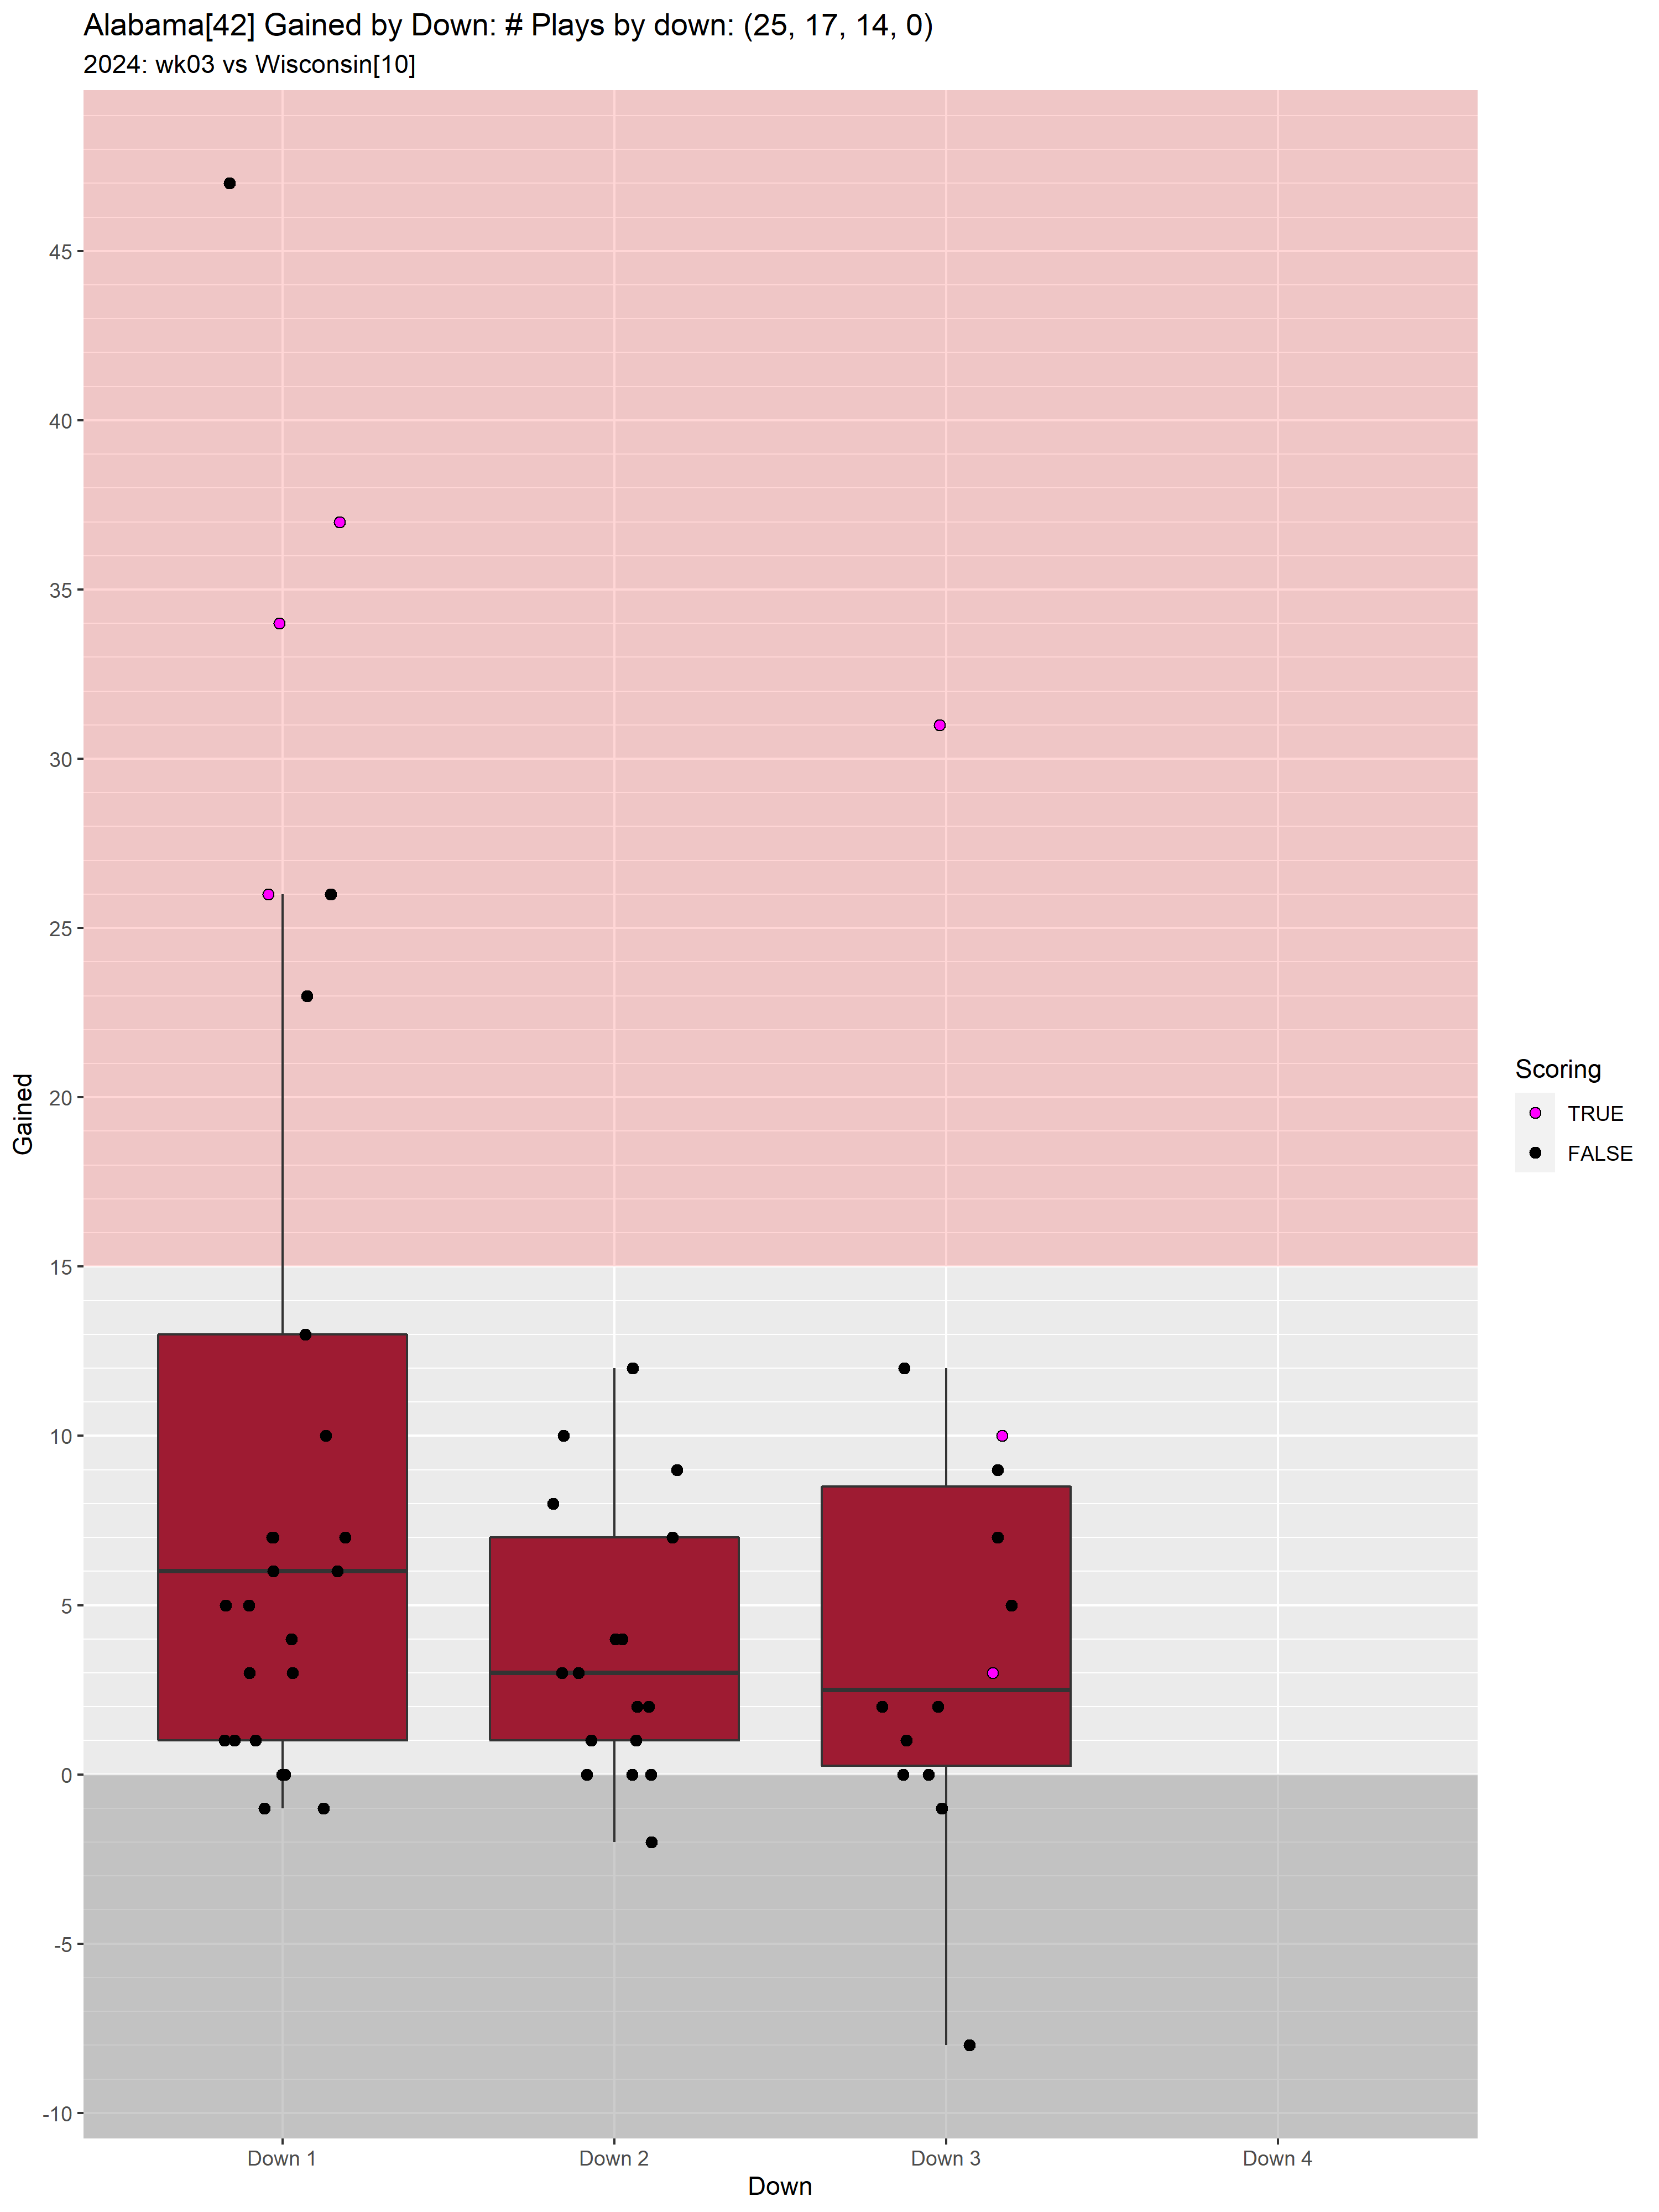 Alabama[42] Gained by Down: # Plays by down: (25, 17, 14, 0)
2024: wk03 vs Wisconsin[10]
Gained
45
40
35
30
25
20
15
10
5
0
-5
-10
Down 1
Down 2
Down 3
Down 4
Down
Scoring
TRUE
FALSE